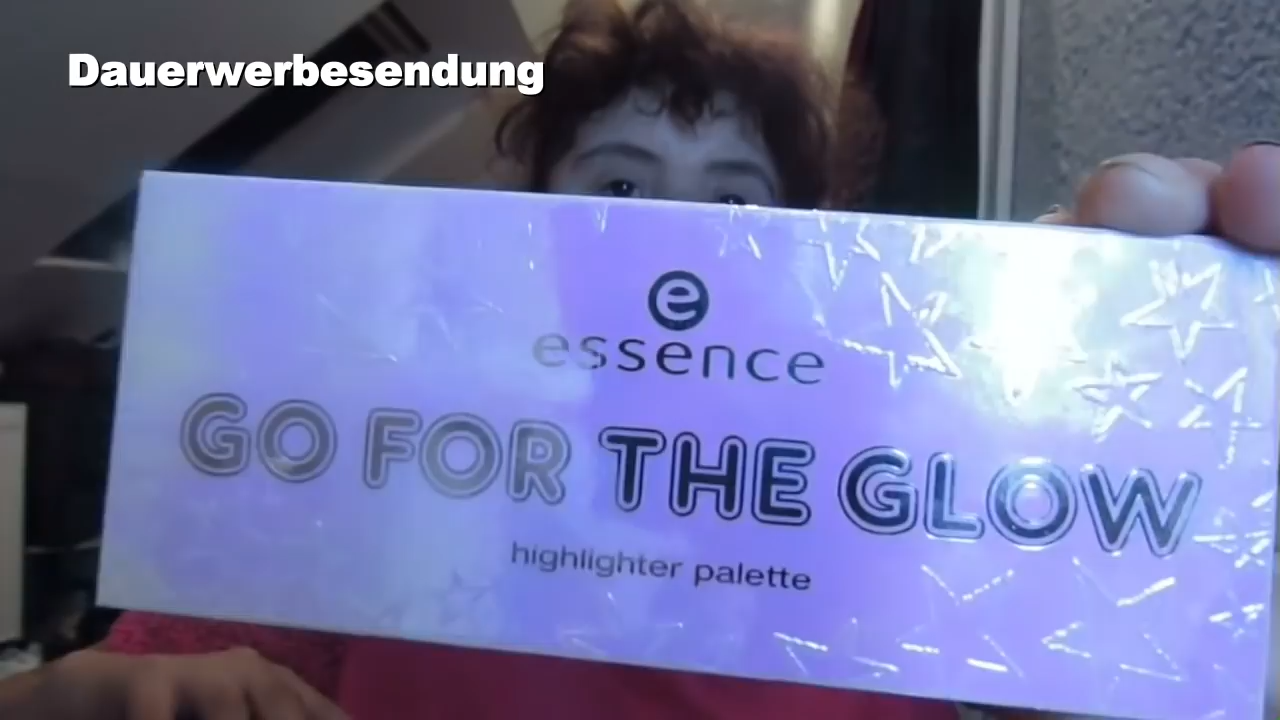 Dauerwerbesendung
e
essence
GO FOR THE GLOW
highlighter palette